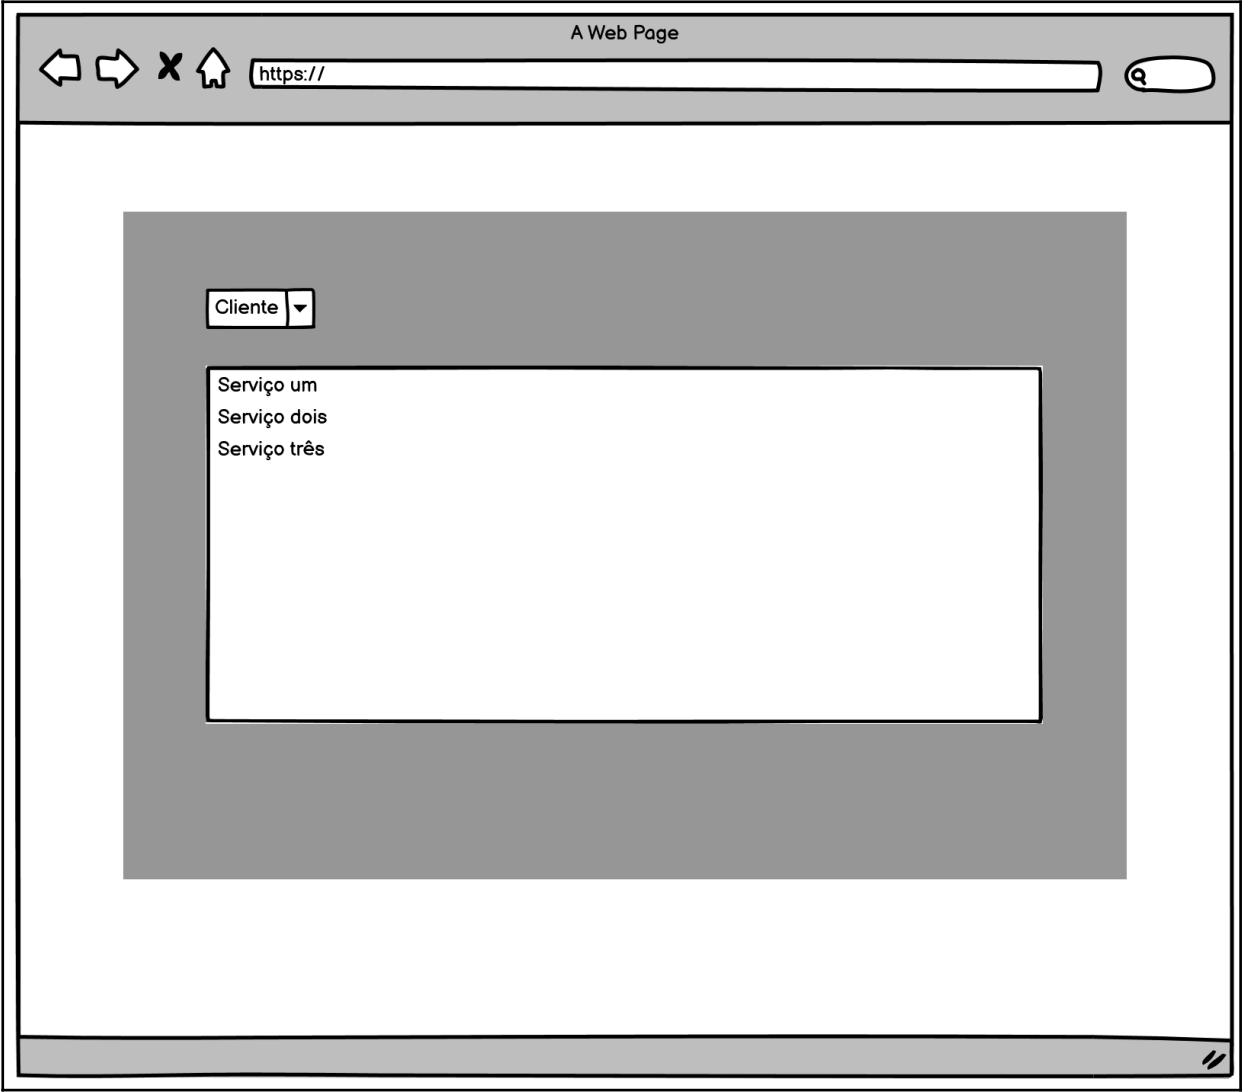 A Web Page
https://
Cliente
Serviço um
Serviço dois
Serviço três